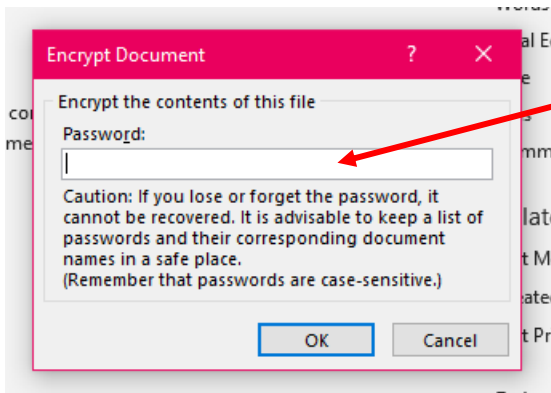 Encrypt Document ? ×
Encrypt the contents of this file
Password:
Caution: If you lose or forget the password, it
cannot be recovered. It is advisable to keep a list of
passwords and their corresponding document
names in a safe place.
(Remember that passwords are case-sensitive.)
OK Cancel